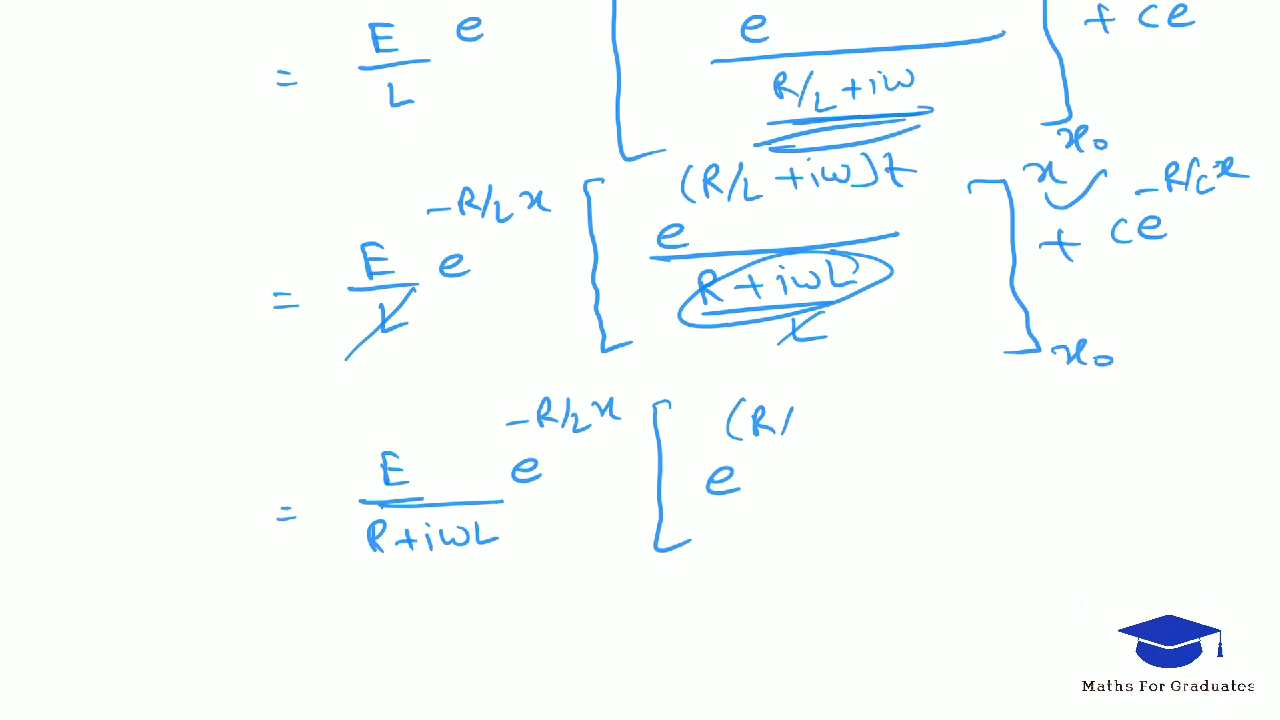 = E/L e [ e / (R/L + iω) ]x₀ + ce
= E/L e^(-R/L x) [ e^((R/L + iω)t) / ((R + iωL)/L) ]x₀^x + ce^(-R/L x)
= E/(R + iωL) e^(-R/L x) [ e^((R/
Maths For Graduates